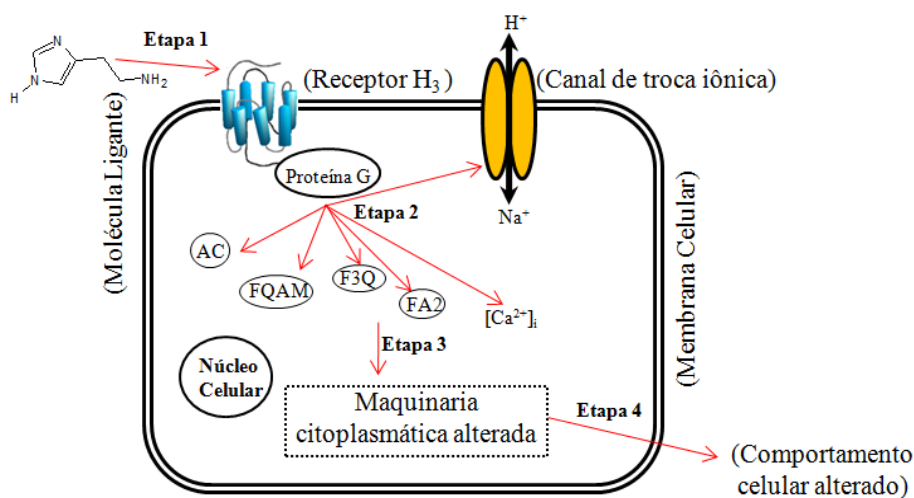 H⁺
Etapa 1
N
NH₂
N
H
(Receptor H₃)
(Canal de troca iônica)
(Molécula Ligante)
Proteína G
Na⁺
Etapa 2
AC
FQAM
F3Q
FA2
[Ca²⁺]ᵢ
(Membrana Celular)
Etapa 3
Núcleo
Celular
Maquinaria
citoplasmática alterada
Etapa 4
(Comportamento
celular alterado)